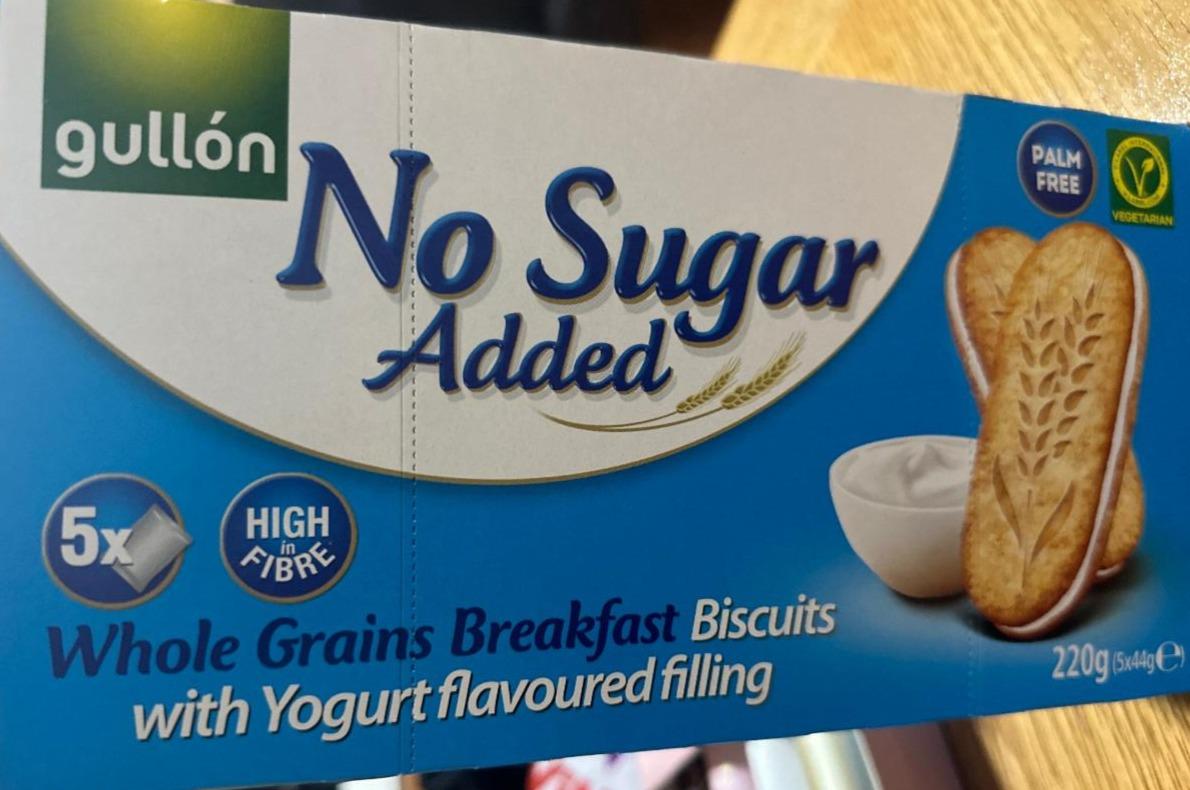 gullón
No Sugar
Added
PALM
FREE
VEGETARIAN
5x
HIGH
in
FIBRE
Whole Grains Breakfast Biscuits
with Yogurt flavoured filling
220g (5x44g℮)